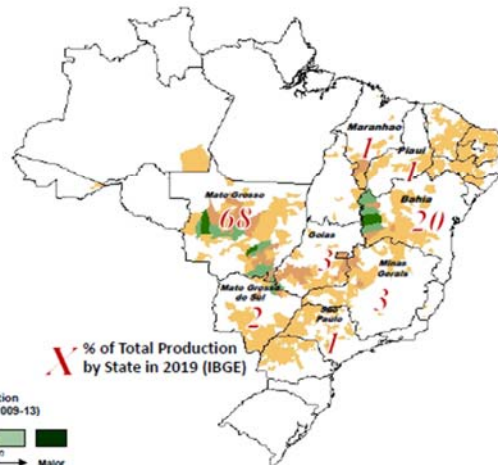 Maranhao
1
Piaui
1
Mato Grosso
68
Bahia
20
Goias
3
Minas
Gerais
3
Mato Grosso
do Sul
2
Sao
Paulo
1
X % of Total Production
by State in 2019 (IBGE)
tion
009-13)
Major